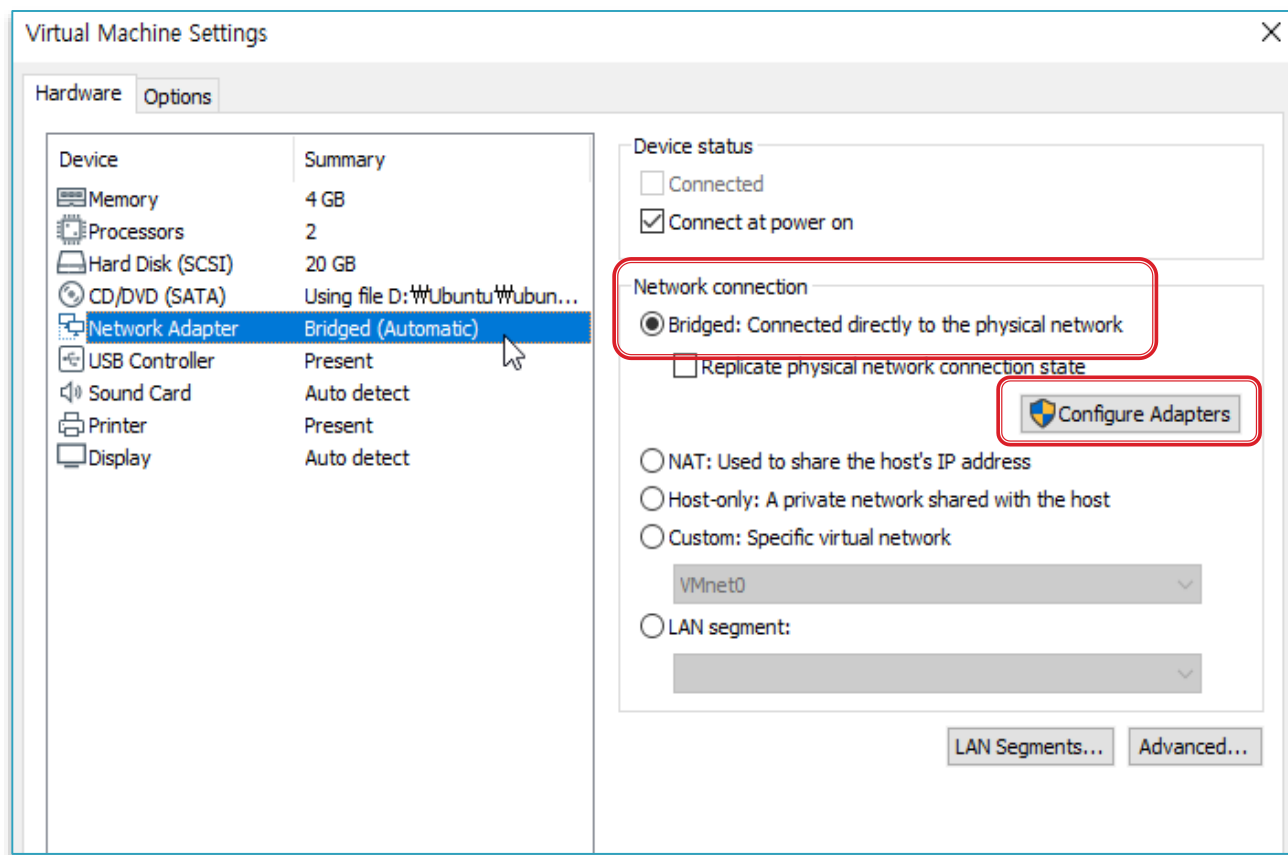 Virtual Machine Settings
Hardware Options
Device Summary
Memory 4 GB
Processors 2
Hard Disk (SCSI) 20 GB
CD/DVD (SATA) Using file D:₩Ubuntu₩ubun...
Network Adapter Bridged (Automatic)
USB Controller Present
Sound Card Auto detect
Printer Present
Display Auto detect
Device status
Connected
Connect at power on
Network connection
Bridged: Connected directly to the physical network
Replicate physical network connection state
Configure Adapters
NAT: Used to share the host's IP address
Host-only: A private network shared with the host
Custom: Specific virtual network
VMnet0
LAN segment:
LAN Segments... Advanced...